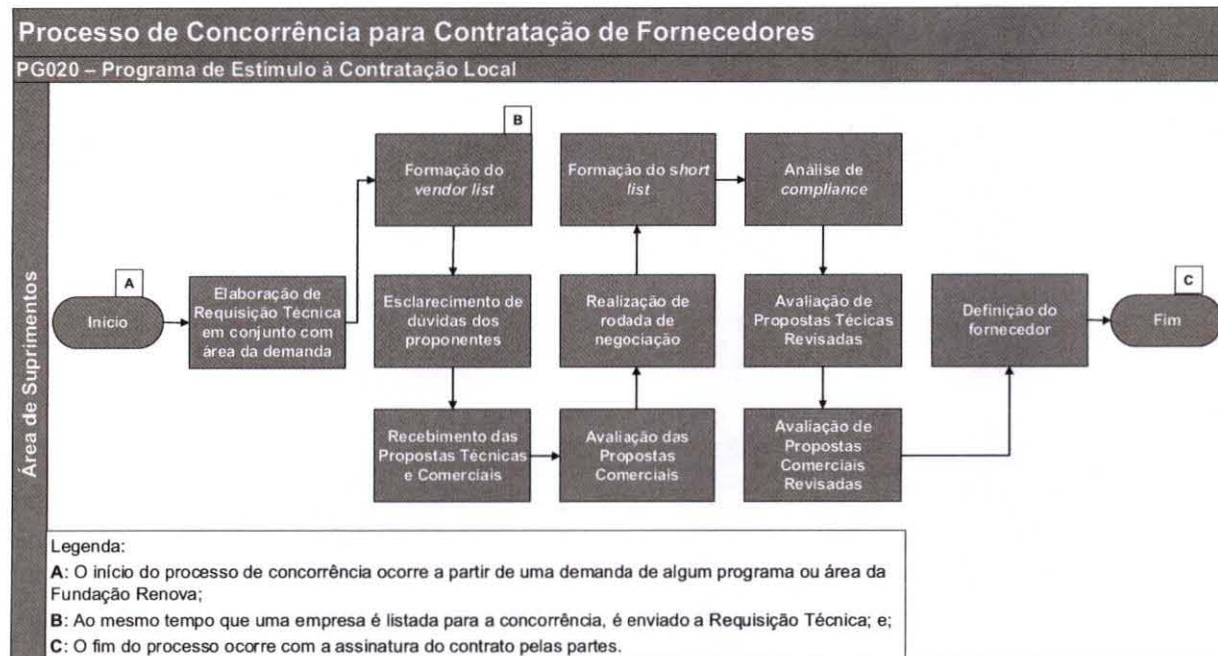 Processo de Concorrência para Contratação de Fornecedores
PG020 – Programa de Estímulo à Contratação Local
Área de Suprimentos
A
Início
Elaboração de
Requisição Técnica
em conjunto com
área da demanda
B
Formação do
vendor list
Esclarecimento de
dúvidas dos
proponentes
Recebimento das
Propostas Técnicas
e Comerciais
Avaliação das
Propostas
Comerciais
Realização de
rodada de
negociação
Formação do short
list
Análise de
compliance
Avaliação de
Propostas Técicas
Revisadas
Avaliação de
Propostas
Comerciais
Revisadas
Definição do
fornecedor
C
Fim
Legenda:
A: O início do processo de concorrência ocorre a partir de uma demanda de algum programa ou área da
Fundação Renova;
B: Ao mesmo tempo que uma empresa é listada para a concorrência, é enviado a Requisição Técnica; e;
C: O fim do processo ocorre com a assinatura do contrato pelas partes.